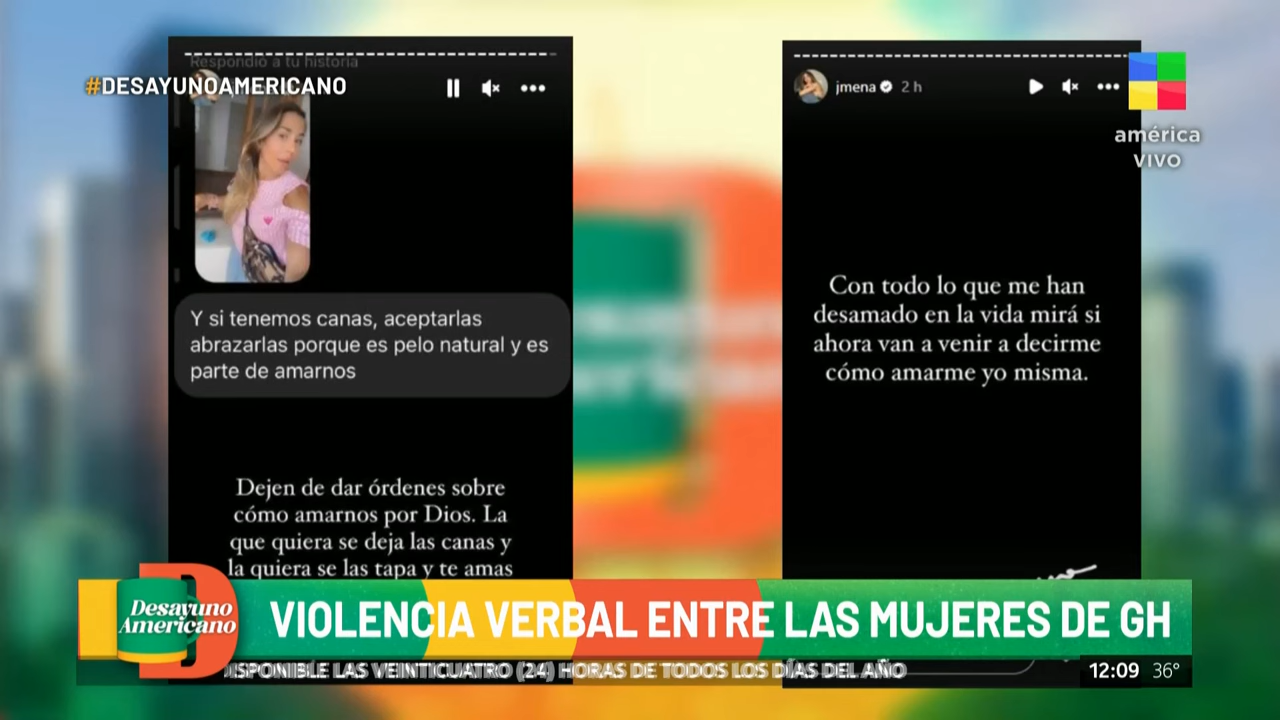 Respondió a tu historia
#DESAYUNOAMERICANO
Y si tenemos canas, aceptarlas
abrazarlas porque es pelo natural y es
parte de amarnos
Dejen de dar órdenes sobre
cómo amarnos por Dios. La
que quiera se deja las canas y
la quiera se las tapa y te amas
jmena 2 h
Con todo lo que me han
desamado en la vida mirá si
ahora van a venir a decirme
cómo amarme yo misma.
américa
VIVO
Desayuno
Americano
VIOLENCIA VERBAL ENTRE LAS MUJERES DE GH
ISPONIBLE LAS VEINTICUATRO (24) HORAS DE TODOS LOS DÍAS DEL AÑO
12:09 36°